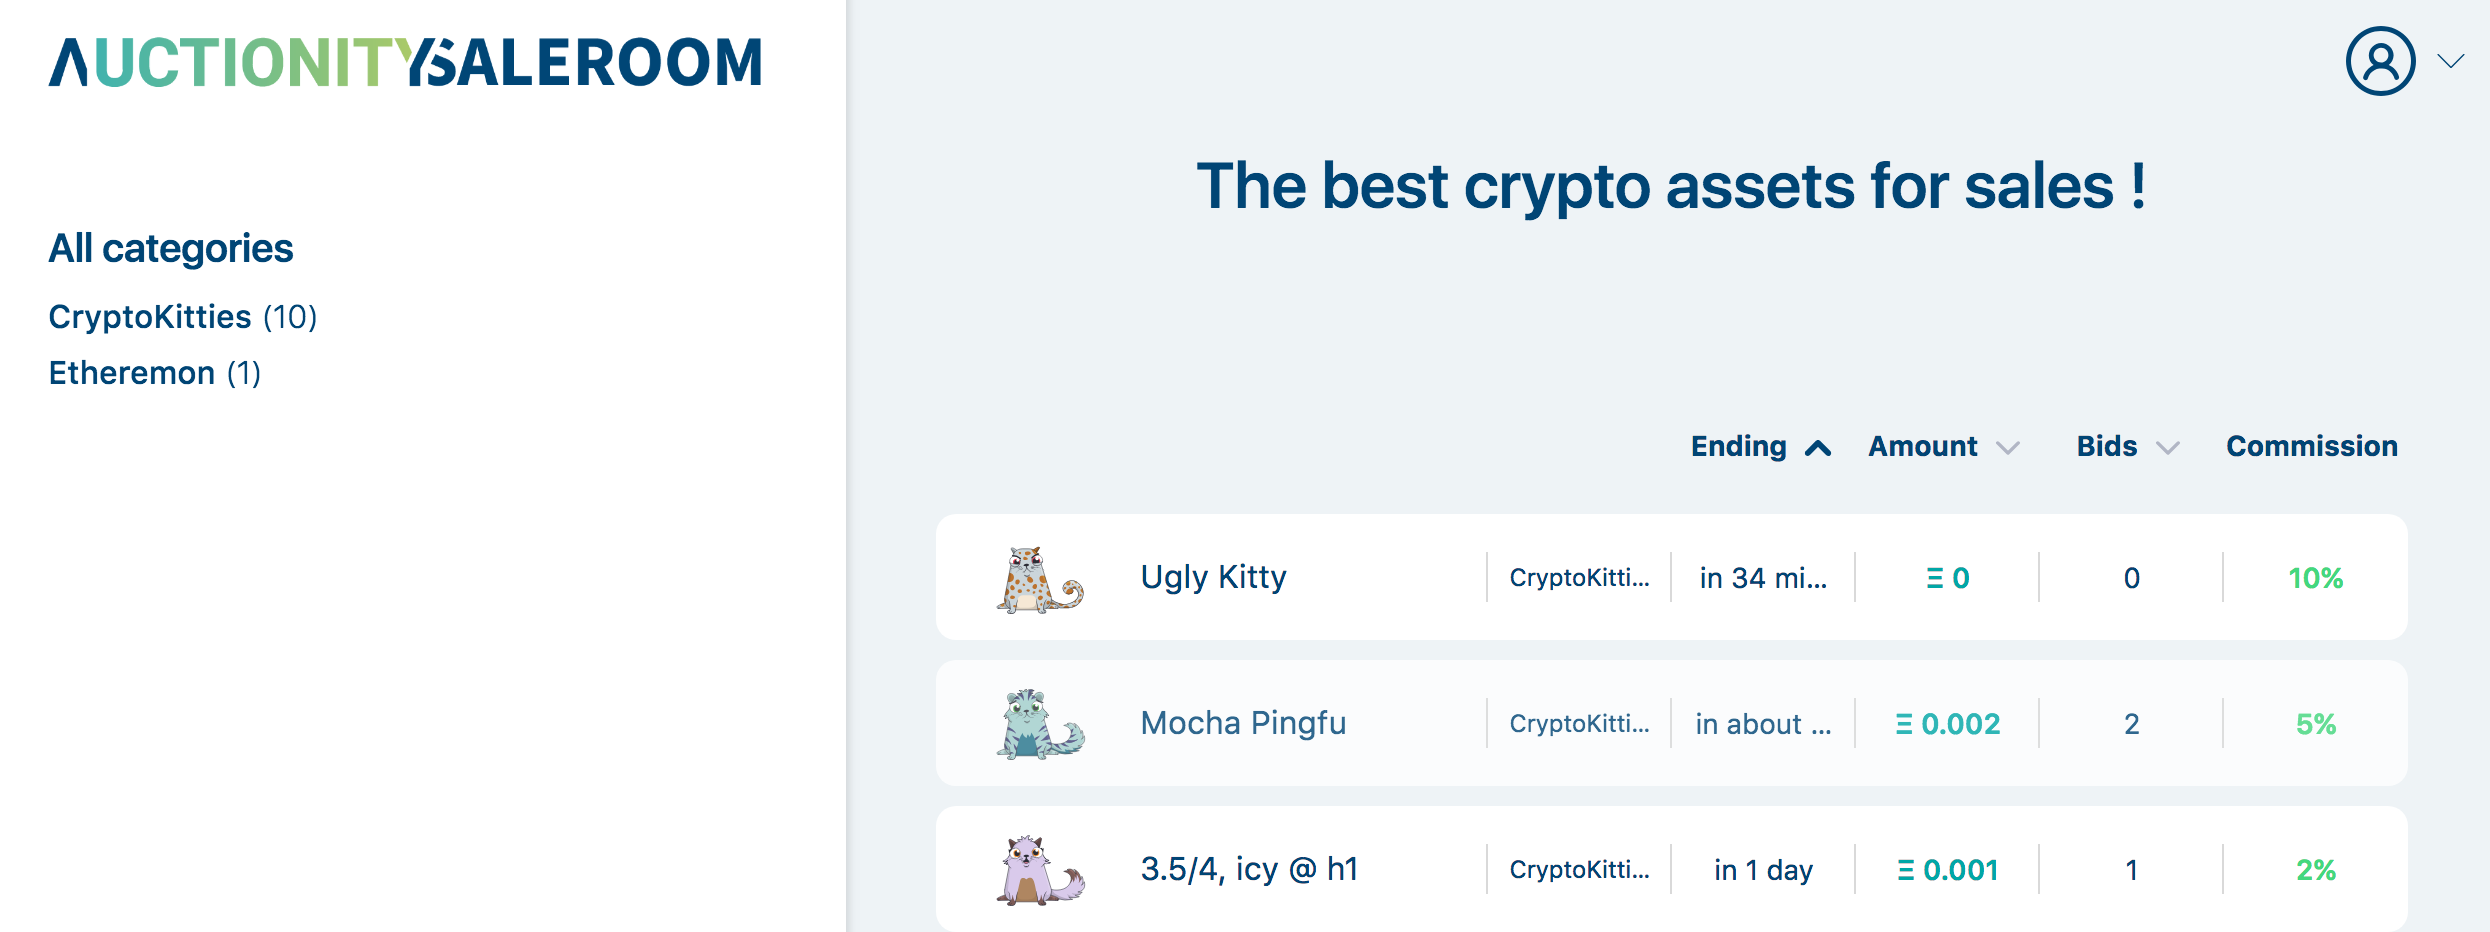 AUCTIONITY SALEROOM
The best crypto assets for sales !
All categories
CryptoKitties (10)
Etheremon (1)
Ending Amount Bids Commission
Ugly Kitty CryptoKitti... in 34 mi... Ξ 0 0 10%
Mocha Pingfu CryptoKitti... in about ... Ξ 0.002 2 5%
3.5/4, icy @ h1 CryptoKitti... in 1 day Ξ 0.001 1 2%